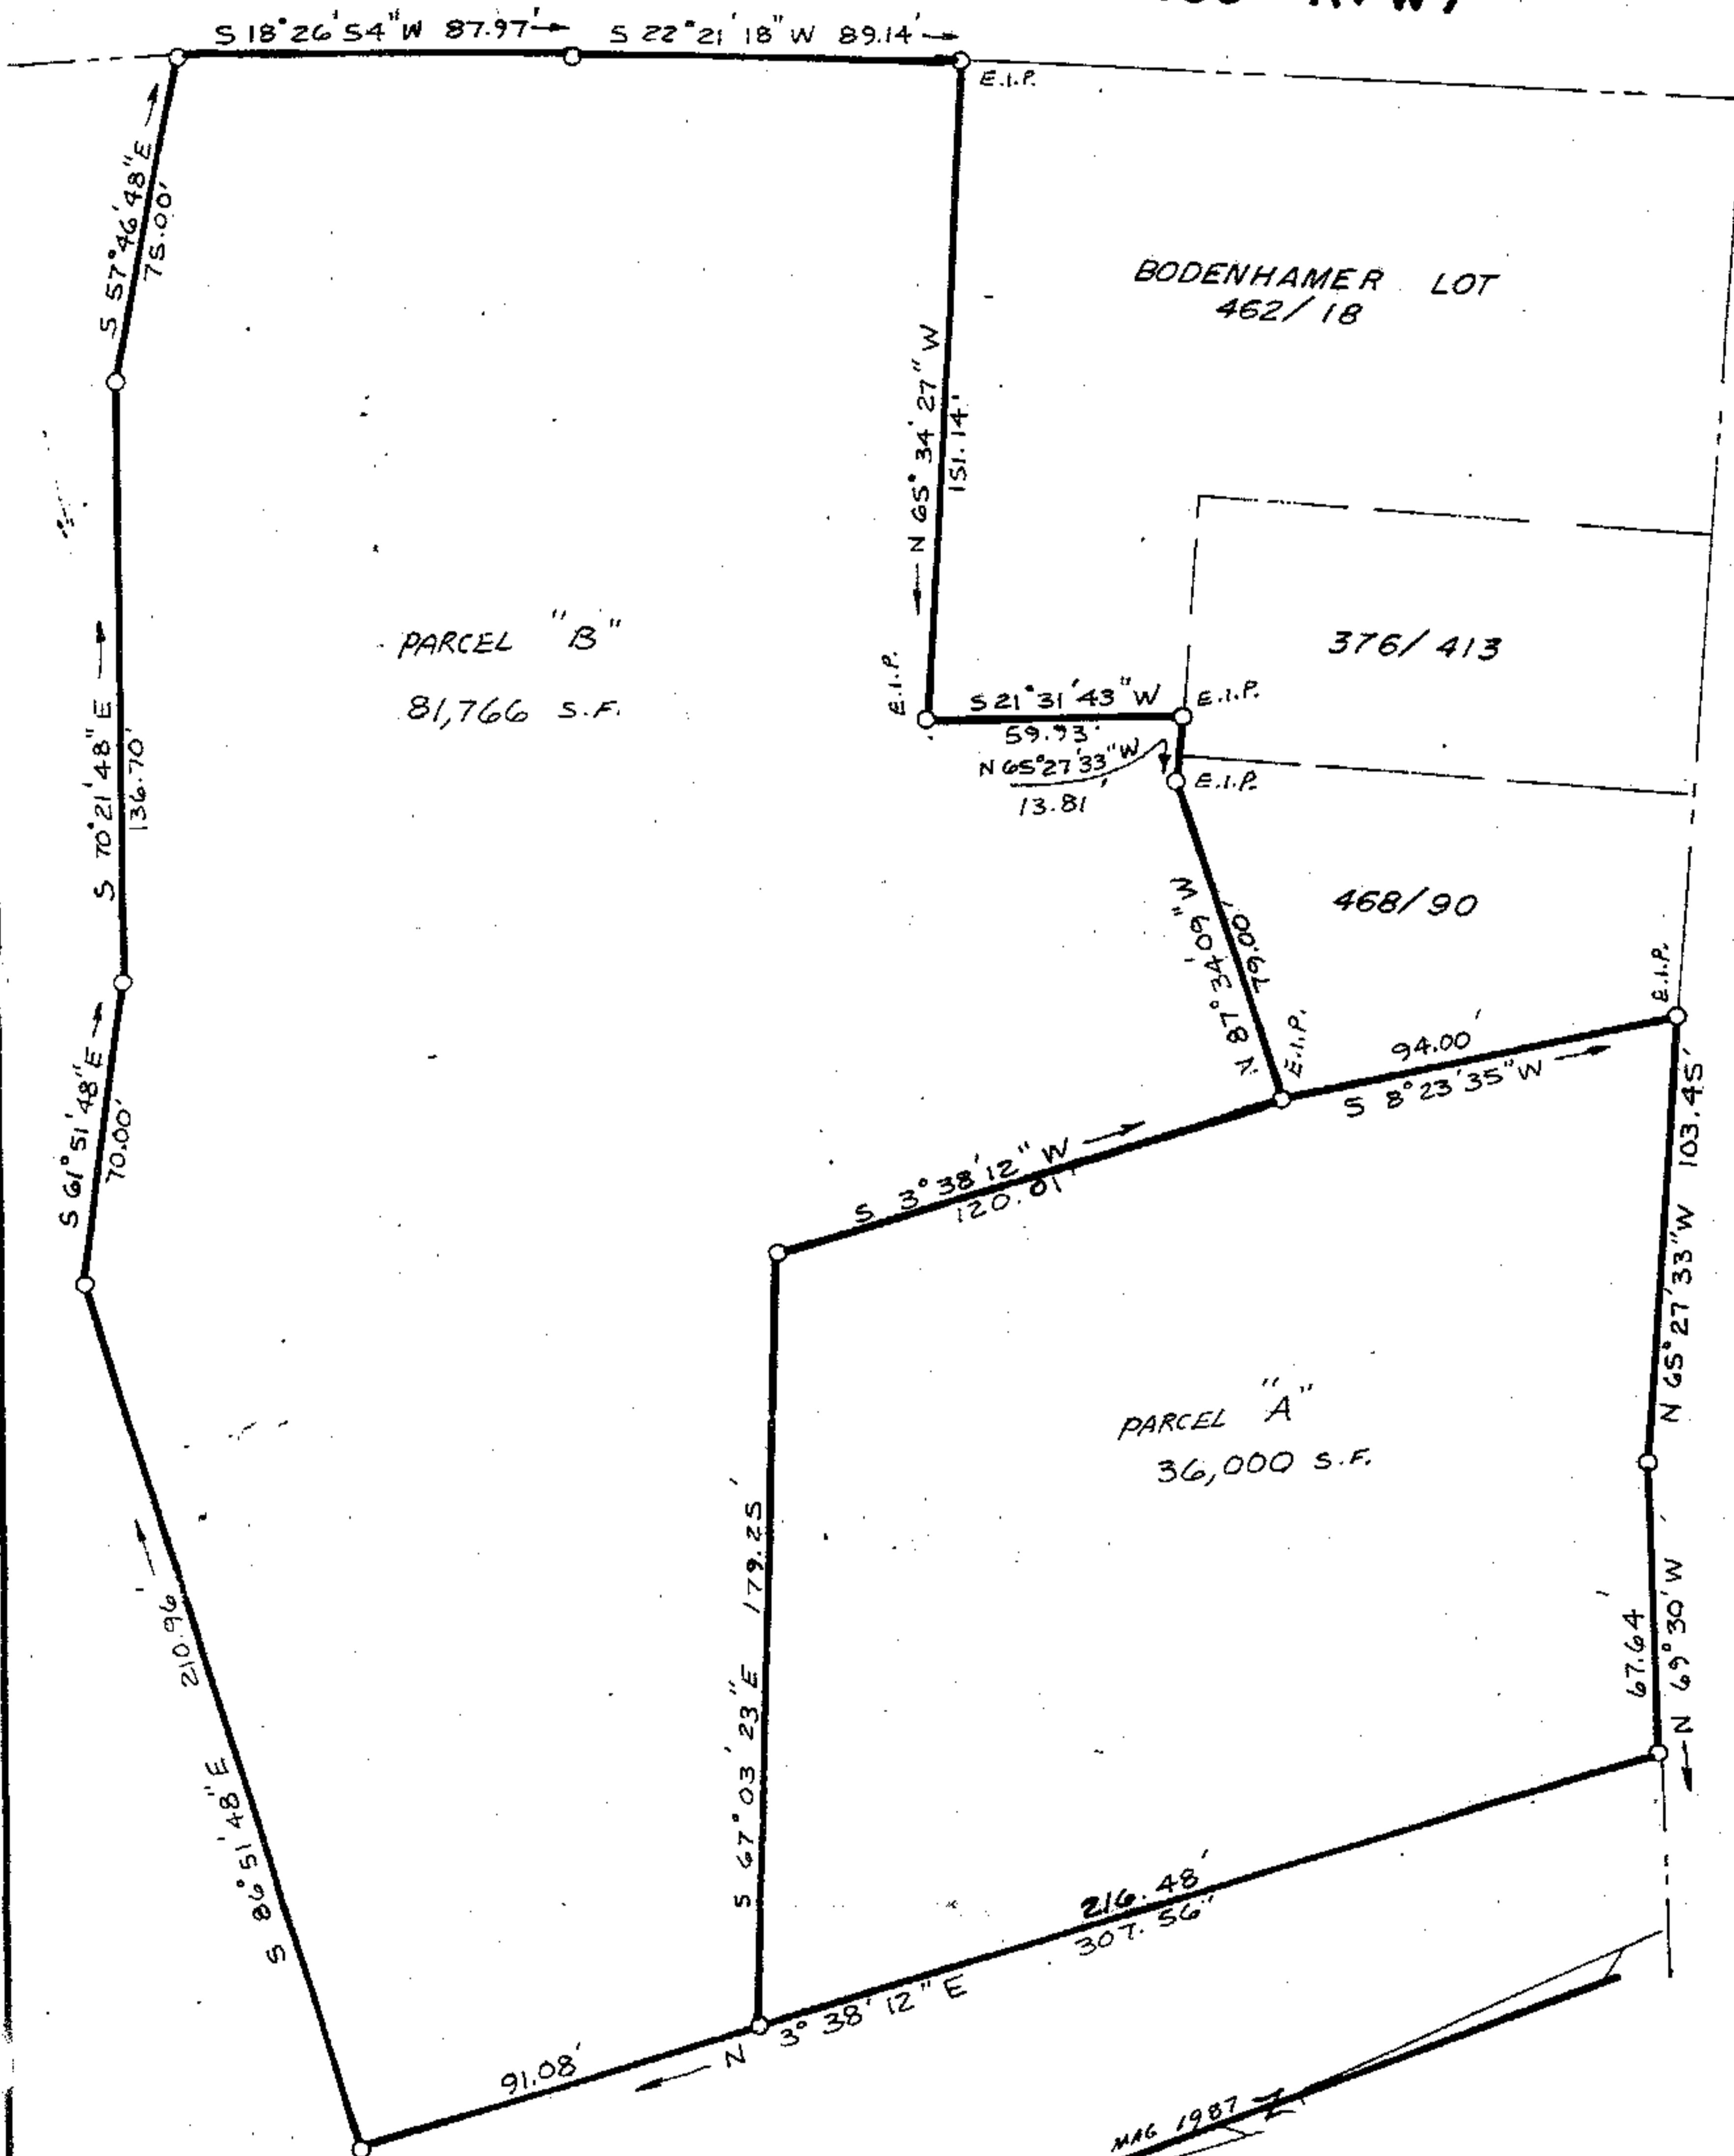 S 18°26'54"W 87.97'
S 22°21'18"W 89.14'
E.I.P.
S 57°46'48"E
75.00'
BODENHAMER LOT
462/18
N 65°34'27"W
151.14'
S 70°21'48"E
136.70'
PARCEL "B"
81,766 S.F.
376/413
E.I.P.
S 21°31'43"W
59.93'
E.I.P.
N 65°27'33"W
13.81'
E.I.P.
N 87°34'09"W
79.00'
468/90
E.I.P.
E.I.P.
94.00'
S 8°23'35"W
S 61°51'48"E
70.00'
S 3°38'12"W
120.01'
N 65°27'33"W 103.45'
PARCEL "A"
36,000 S.F.
S 67°03'23"E 179.25'
67.64
N 69°30'W
210.96
S 86°51'48"E
216.48'
307.56"
N 3°38'12"E
91.08'
MAG 1987
N